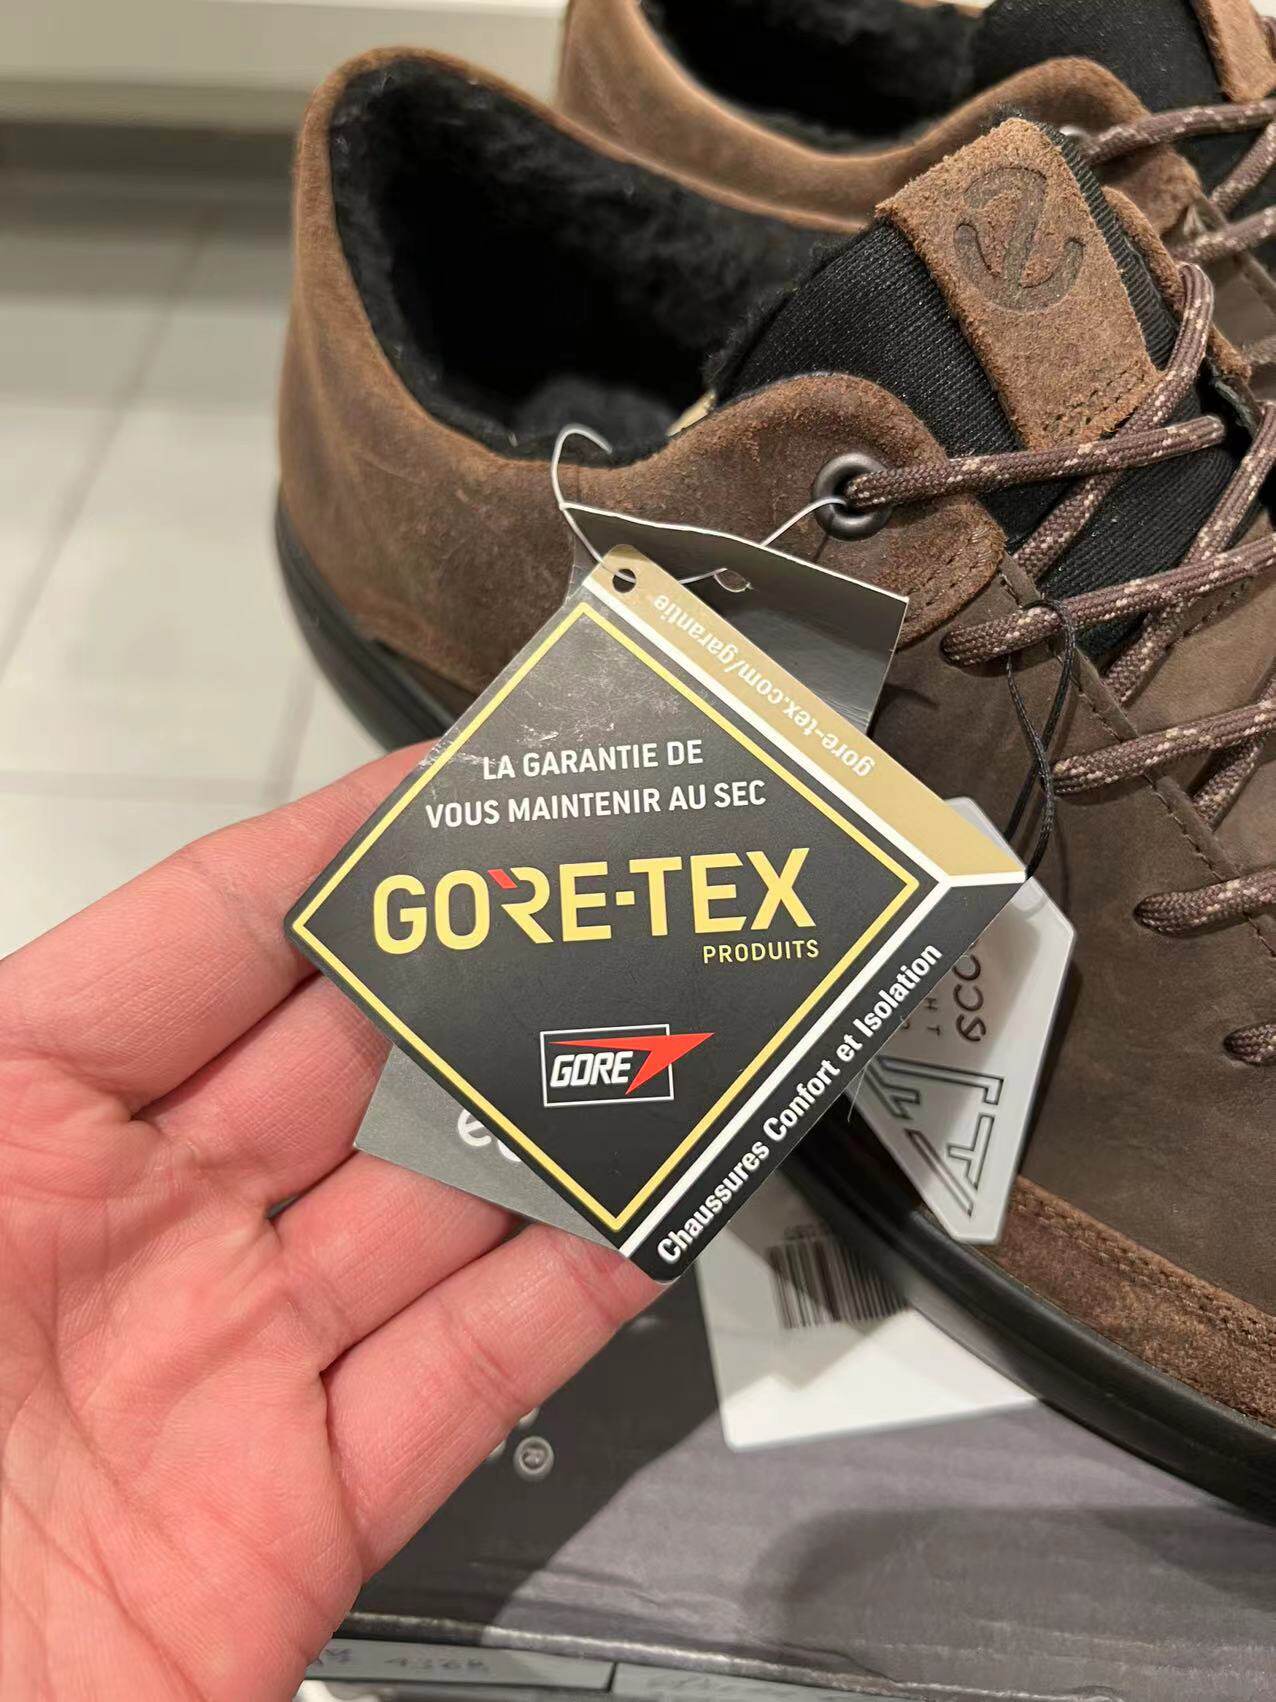 gore-tex.com/garantie
LA GARANTIE DE
VOUS MAINTENIR AU SEC
GORE-TEX
PRODUITS
GORE
Chaussures Confort et Isolation
ecco